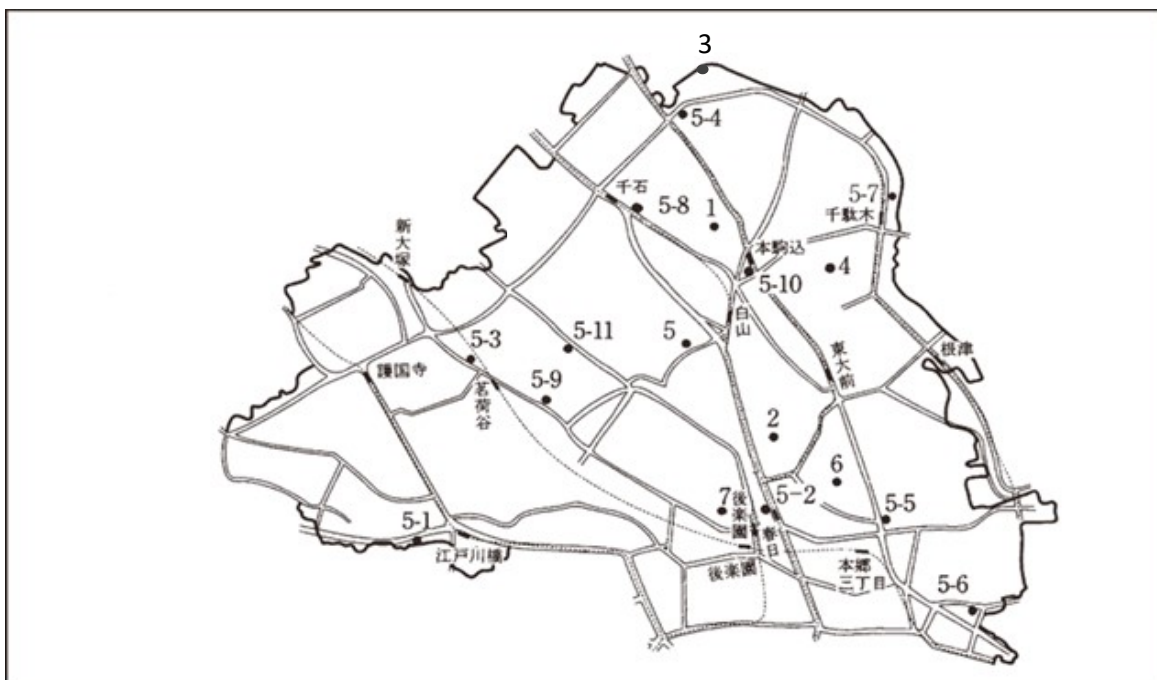 3
5-4
千石
5-8
1
5-7
千駄木
新大塚
本駒込
4
5-10
白山
5-3
5-11
5
根津
護国寺
5-9
茗荷谷
東大前
2
6
7
後楽園
5-2
5-5
春日
5-1
江戸川橋
後楽園
本郷
三丁目
5-6